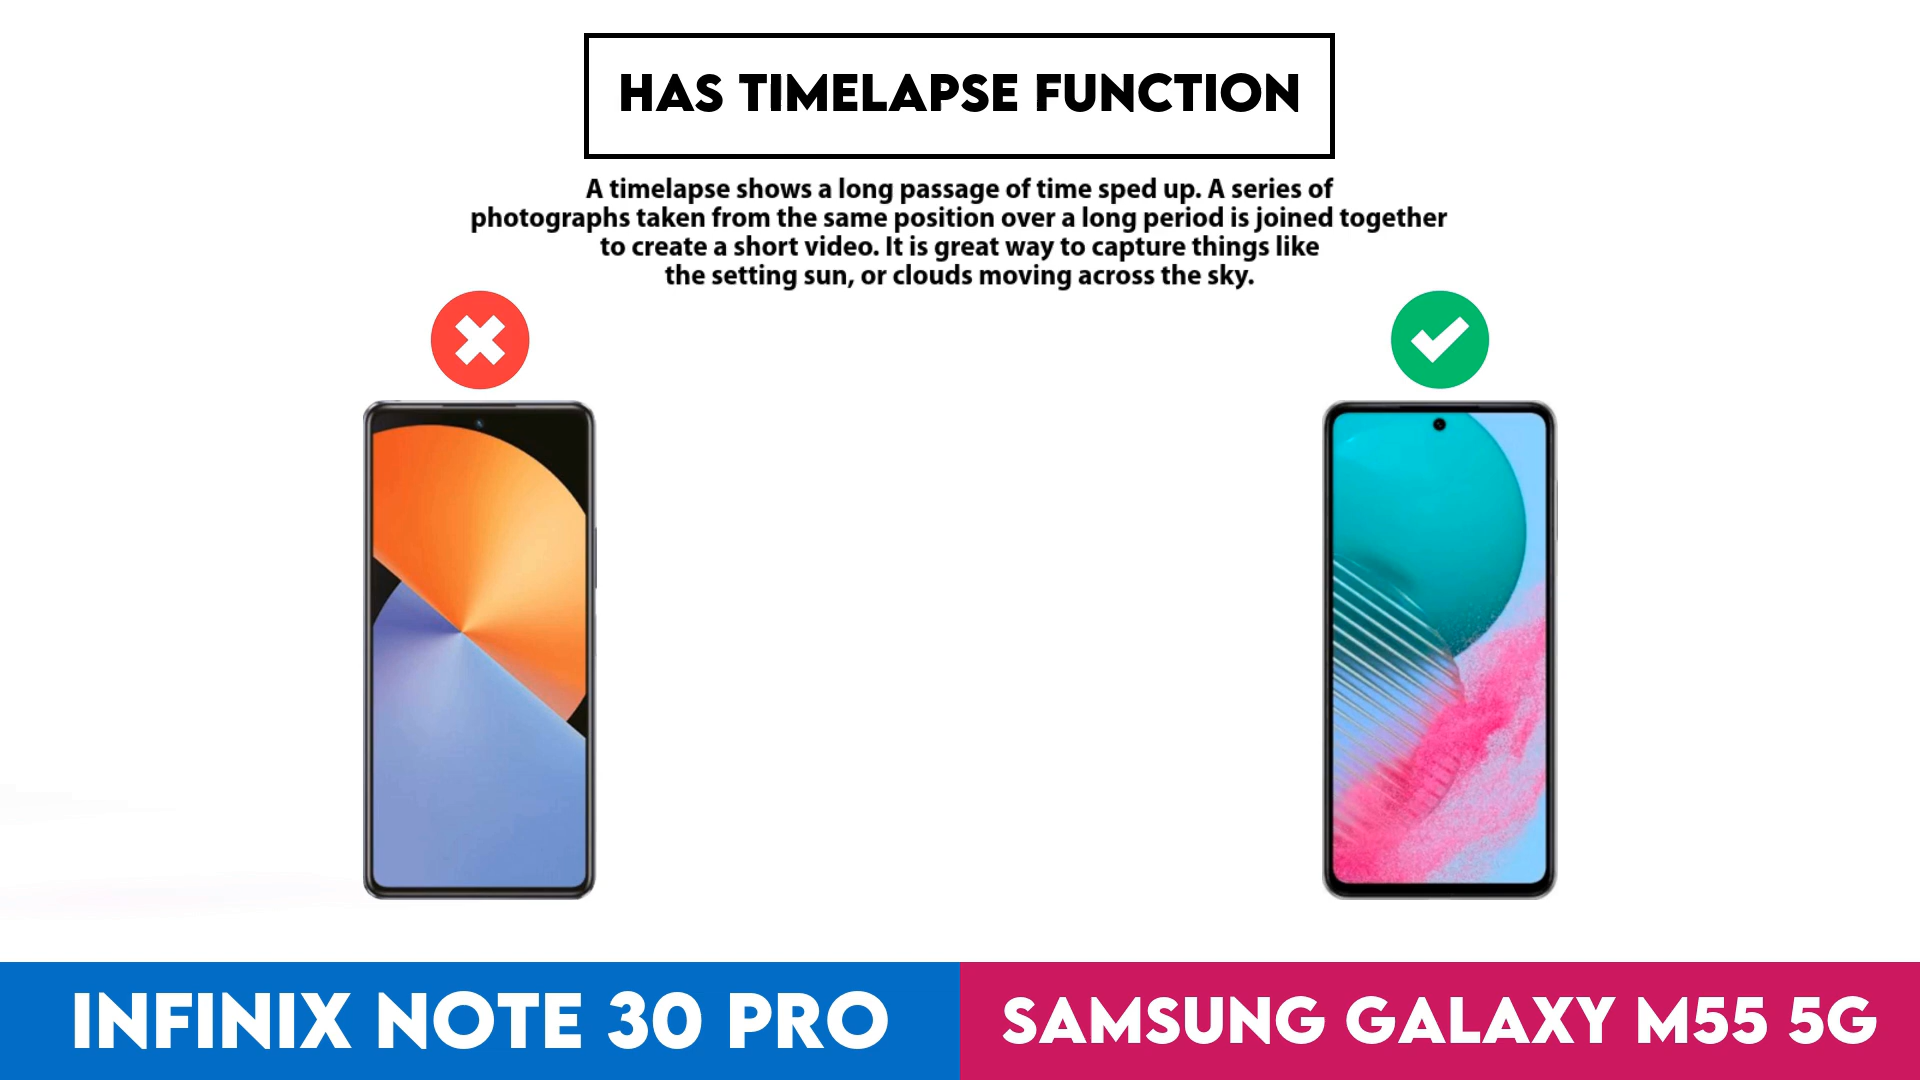 HAS TIMELAPSE FUNCTION
A timelapse shows a long passage of time sped up. A series of
photographs taken from the same position over a long period is joined together
to create a short video. It is great way to capture things like
the setting sun, or clouds moving across the sky.
INFINIX NOTE 30 PRO
SAMSUNG GALAXY M55 5G